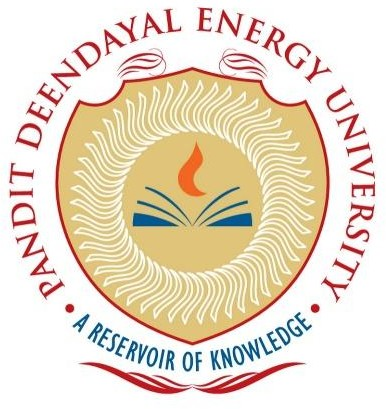 PANDIT DEENDAYAL ENERGY UNIVERSITY
• A RESERVOIR OF KNOWLEDGE •